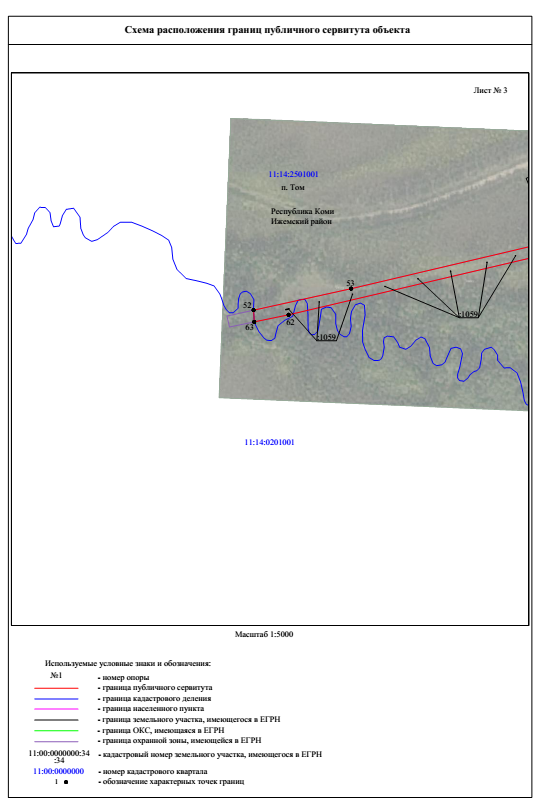 Схема расположения границ публичного сервитута объекта
Лист № 3
11:14:2501001
п. Том
Республика Коми
Ижемский район
53
52
1
:1059
62
63
:1059
11:14:0201001
Масштаб 1:5000
Используемые условные знаки и обозначения:
№1 - номер опоры
- граница публичного сервитута
- граница кадастрового деления
- граница населенного пункта
- граница земельного участка, имеющегося в ЕГРН
- граница ОКС, имеющаяся в ЕГРН
- граница охранной зоны, имеющейся в ЕГРН
11:00:0000000:34 - кадастровый номер земельного участка, имеющегося в ЕГРН
:34
11:00:0000000 - номер кадастрового квартала
1 - обозначение характерных точек границ